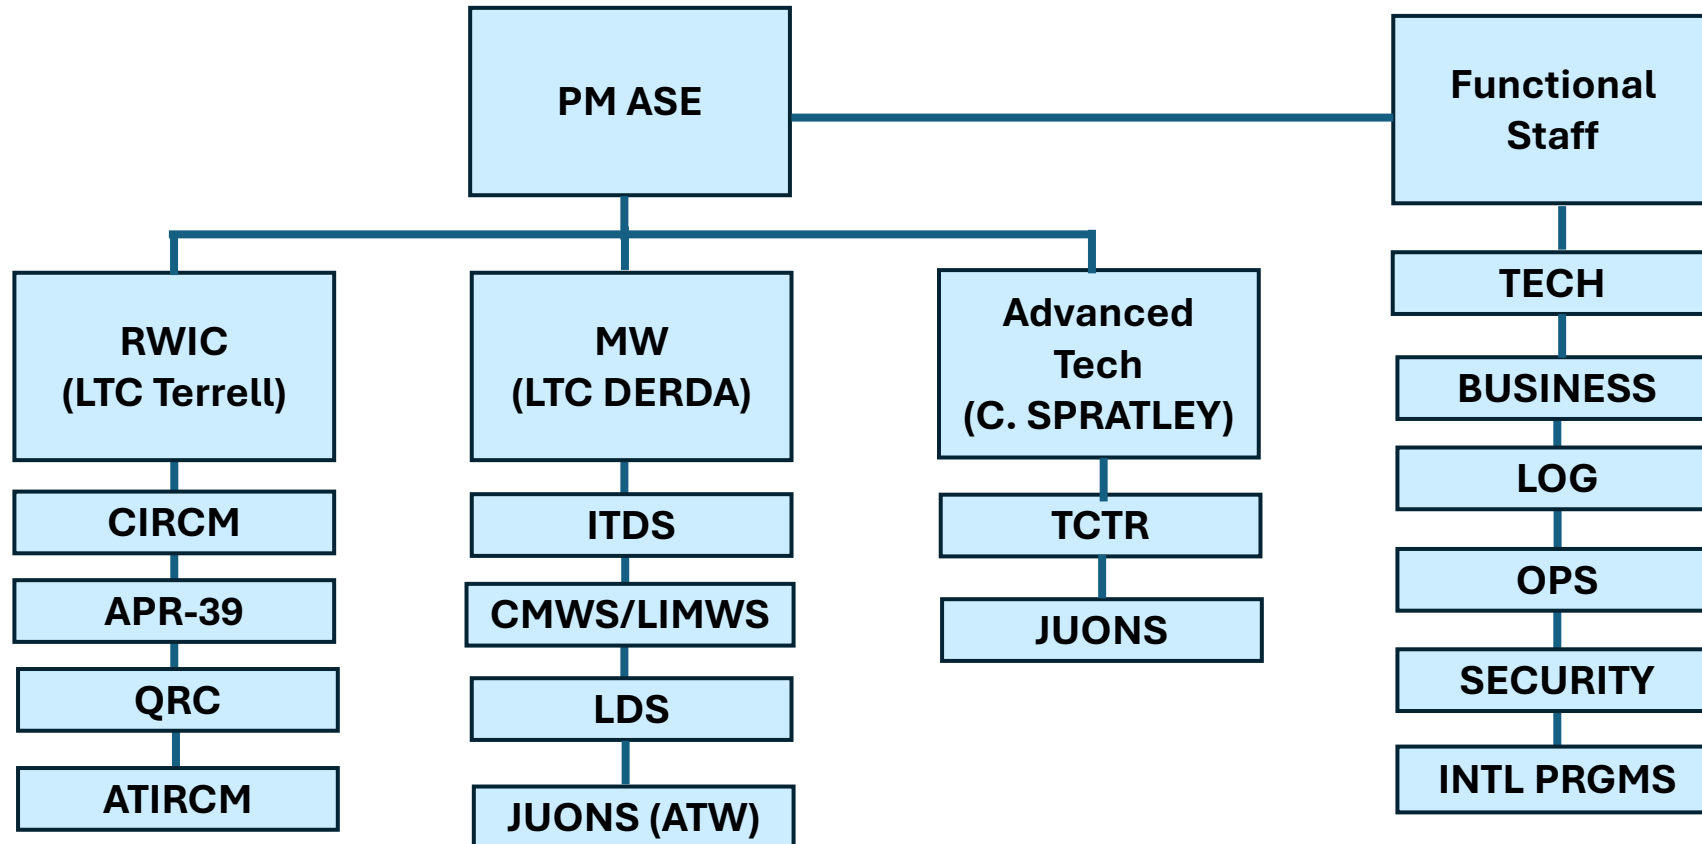 PM ASE
Functional
Staff
RWIC
(LTC Terrell)
CIRCM
APR-39
QRC
ATIRCM
MW
(LTC DERDA)
ITDS
CMWS/LIMWS
LDS
JUONS (ATW)
Advanced
Tech
(C. SPRATLEY)
TCTR
JUONS
TECH
BUSINESS
LOG
OPS
SECURITY
INTL PRGMS